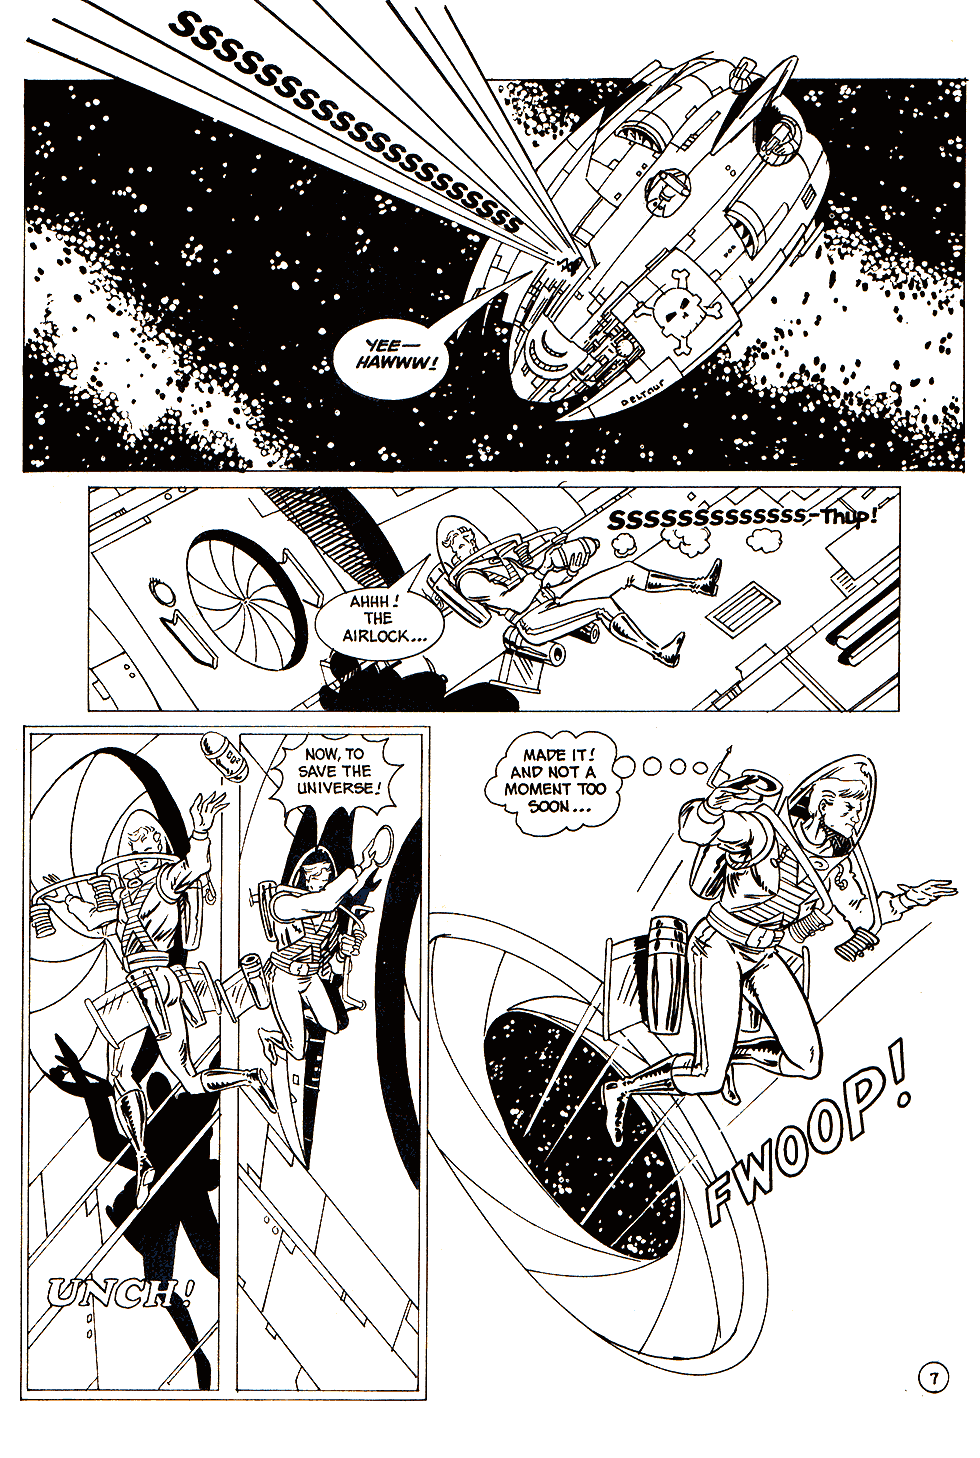 SSSSSSSSSSSSSSSSSSSS
YEE—
HAWWW!
DELTOUR
SSSSSSSSSSSSS-Thup!
AHHH!
THE
AIRLOCK...
NOW, TO
SAVE THE
UNIVERSE!
UNCH!
MADE IT!
AND NOT A
MOMENT TOO
SOON...
FWOOP!
7